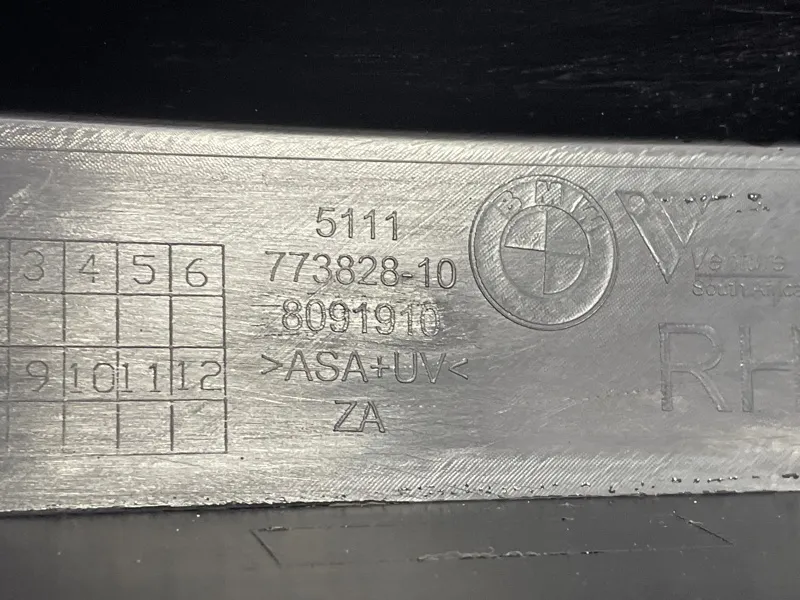 5111
773828-10
8091910
>ASA+UV<
ZA
3 4 5 6
9 10 11 12
BMW
Venture
South Africa
RH